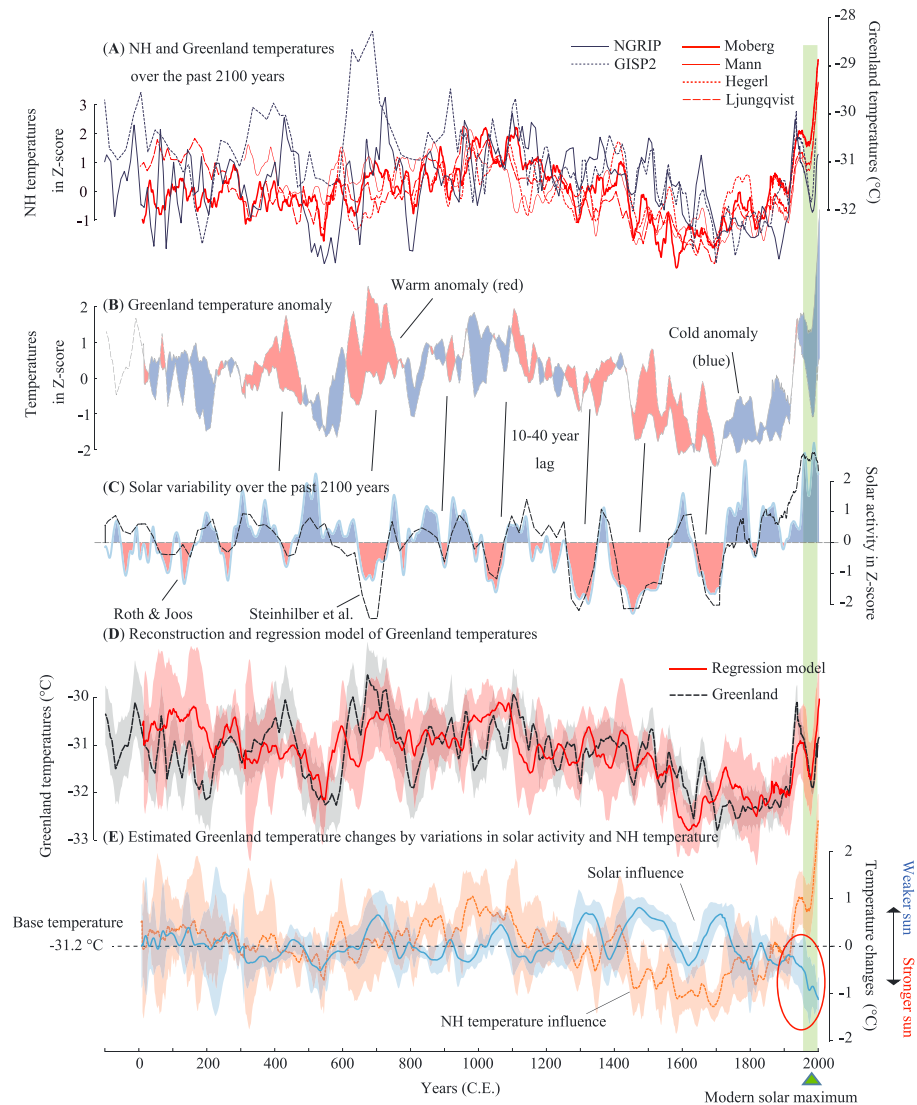 (A) NH and Greenland temperatures
over the past 2100 years
NGRIP
GISP2
Moberg
Mann
Hegerl
Ljungqvist
NH temperatures
in Z-score
3
2
1
0
-1
Greenland temperatures (°C)
-28
-29
-30
-31
-32
(B) Greenland temperature anomaly
Warm anomaly (red)
Cold anomaly
(blue)
Temperatures
in Z-score
2
1
0
-1
-2
10-40 year
lag
(C) Solar variability over the past 2100 years
Solar activity in Z-score
2
1
0
-1
-2
Roth & Joos
Steinhilber et al.
(D) Reconstruction and regression model of Greenland temperatures
Regression model
Greenland
Greenland temperatures (°C)
-30
-31
-32
-33
(E) Estimated Greenland temperature changes by variations in solar activity and NH temperature
Solar influence
NH temperature influence
Base temperature
-31.2 °C
2
1
0
-1
-2
Temperature changes (°C)
Weaker sun
Stronger sun
0
200
400
600
800
1000
1200
1400
1600
1800
2000
Years (C.E.)
Modern solar maximum